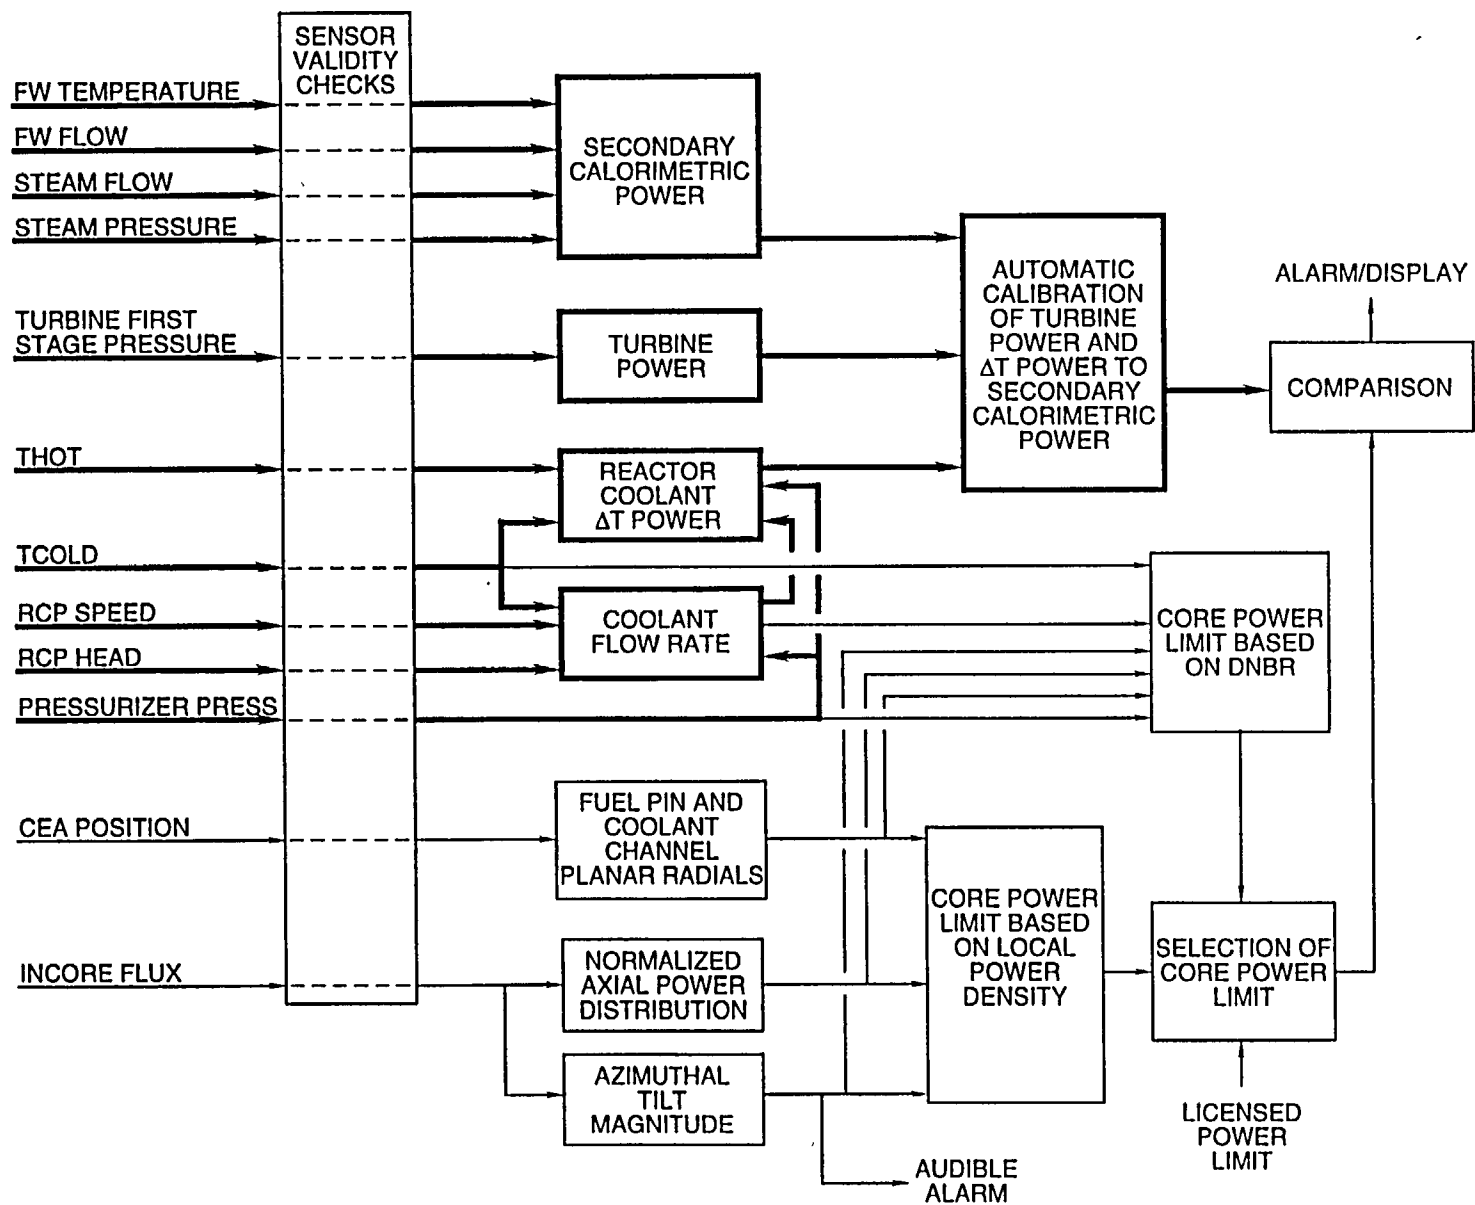 SENSOR
VALIDITY
CHECKS
FW TEMPERATURE
FW FLOW
STEAM FLOW
STEAM PRESSURE
TURBINE FIRST
STAGE PRESSURE
THOT
TCOLD
RCP SPEED
RCP HEAD
PRESSURIZER PRESS
CEA POSITION
INCORE FLUX
SECONDARY
CALORIMETRIC
POWER
TURBINE
POWER
REACTOR
COOLANT
ΔT POWER
COOLANT
FLOW RATE
FUEL PIN AND
COOLANT
CHANNEL
PLANAR RADIALS
NORMALIZED
AXIAL POWER
DISTRIBUTION
AZIMUTHAL
TILT
MAGNITUDE
AUTOMATIC
CALIBRATION
OF TURBINE
POWER AND
ΔT POWER TO
SECONDARY
CALORIMETRIC
POWER
ALARM/DISPLAY
COMPARISON
CORE POWER
LIMIT BASED
ON DNBR
CORE POWER
LIMIT BASED
ON LOCAL
POWER
DENSITY
SELECTION OF
CORE POWER
LIMIT
LICENSED
POWER
LIMIT
AUDIBLE
ALARM